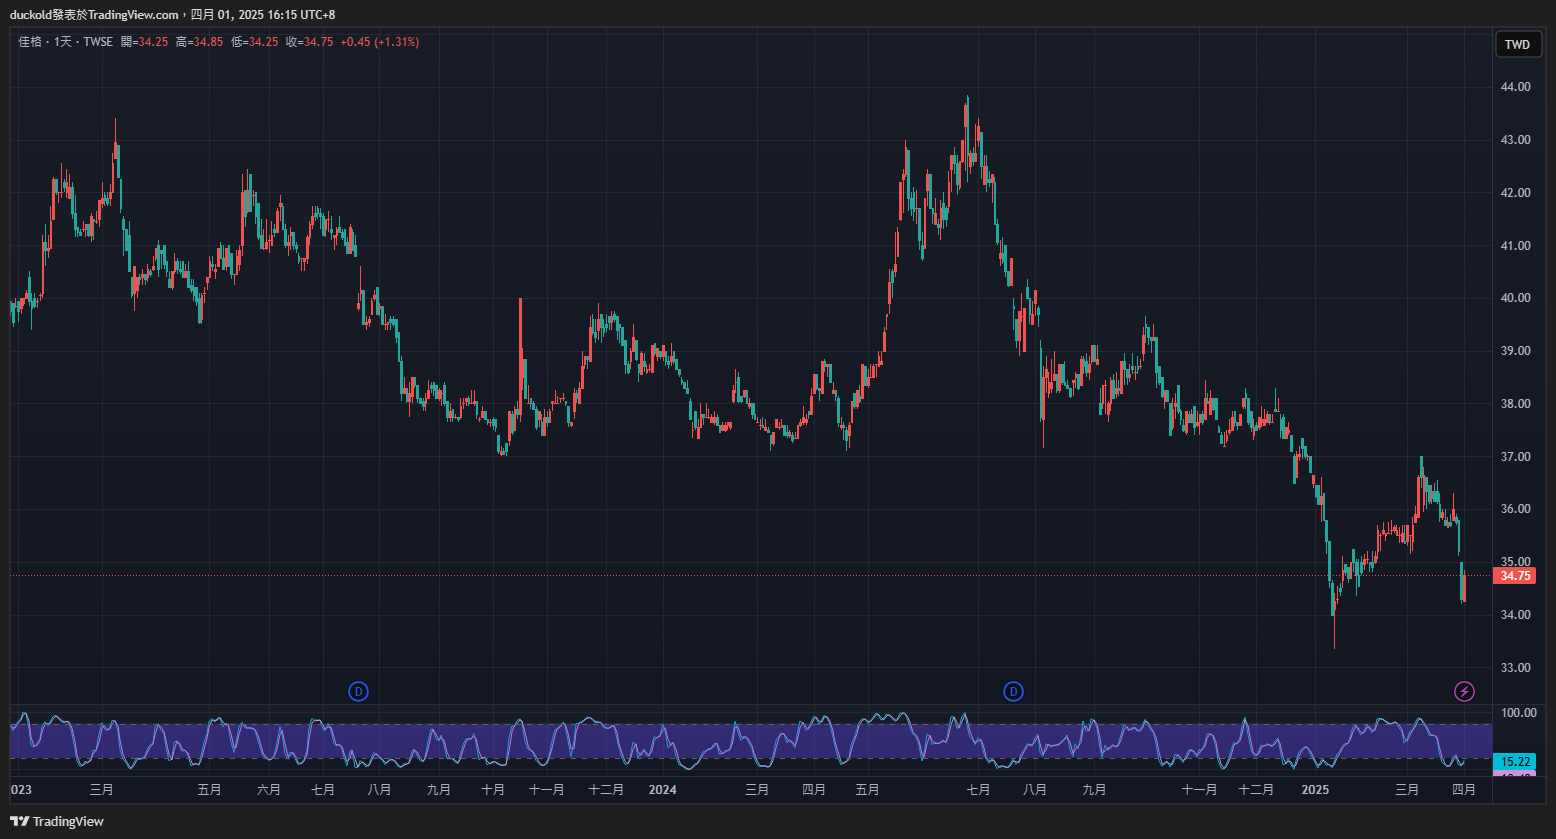 duckold發表於TradingView.com，四月 01, 2025 16:15 UTC+8
佳格 · 1天 · TWSE 開=34.25 高=34.85 低=34.25 收=34.75 +0.45 (+1.31%)
TWD
44.00
43.00
42.00
41.00
40.00
39.00
38.00
37.00
36.00
35.00
34.75
34.00
33.00
D D
100.00
15.22
023 三月 五月 六月 七月 八月 九月 十月 十一月 十二月 2024 三月 四月 五月 七月 八月 九月 十一月 十二月 2025 三月 四月
TradingView